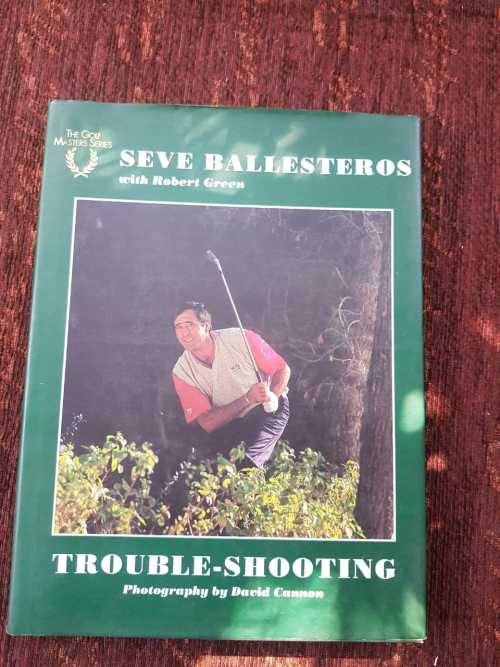 THE GOLF
MASTERS SERIES
SEVE BALLESTEROS
with Robert Green
TROUBLE-SHOOTING
Photography by David Cannon